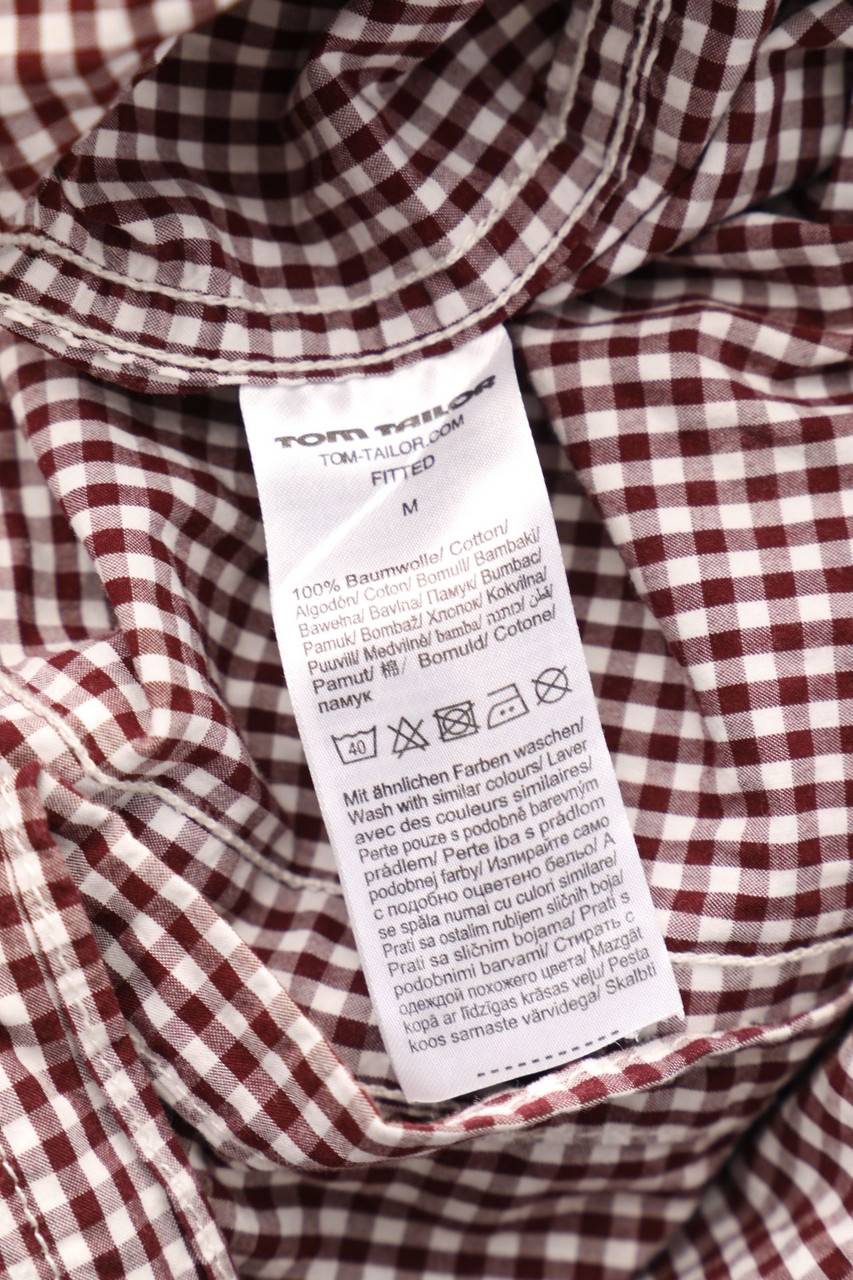 TOM TAILOR
TOM-TAILOR.COM
FITTED
M
100% Baumwolle/ Cotton/
Algodón/ Coton/ Bomull/ Bambaki/
Bawełna/ Bavlna/ Памук/ Bumbac/
Pamuk/ Bombaž/ Хлопок/ Kokvilna/
Puuvill/ Medvilnė/ bamba/ כותנה/ قطن/
Pamut/ 棉/ Bomuld/ Cotone/
памук
40
Mit ähnlichen Farben waschen/
Wash with similar colours/ Laver
avec des couleurs similaires/
Perte pouze s podobně barevným
prádlem/ Perte iba s prádlom
podobnej farby/ Изпирайте само
с подобно оцветено бельо/ A
se spăla numai cu culori similare/
Prati sa ostalim rubljem sličnih boja/
Prati sa sličnim bojama/ Prati s
podobnimi barvami/ Стирать с
одеждой похожего цвета/ Mazgāt
kopā ar līdzīgas krāsas veļu/ Pesta
koos samaste värvidega/ Skalbti